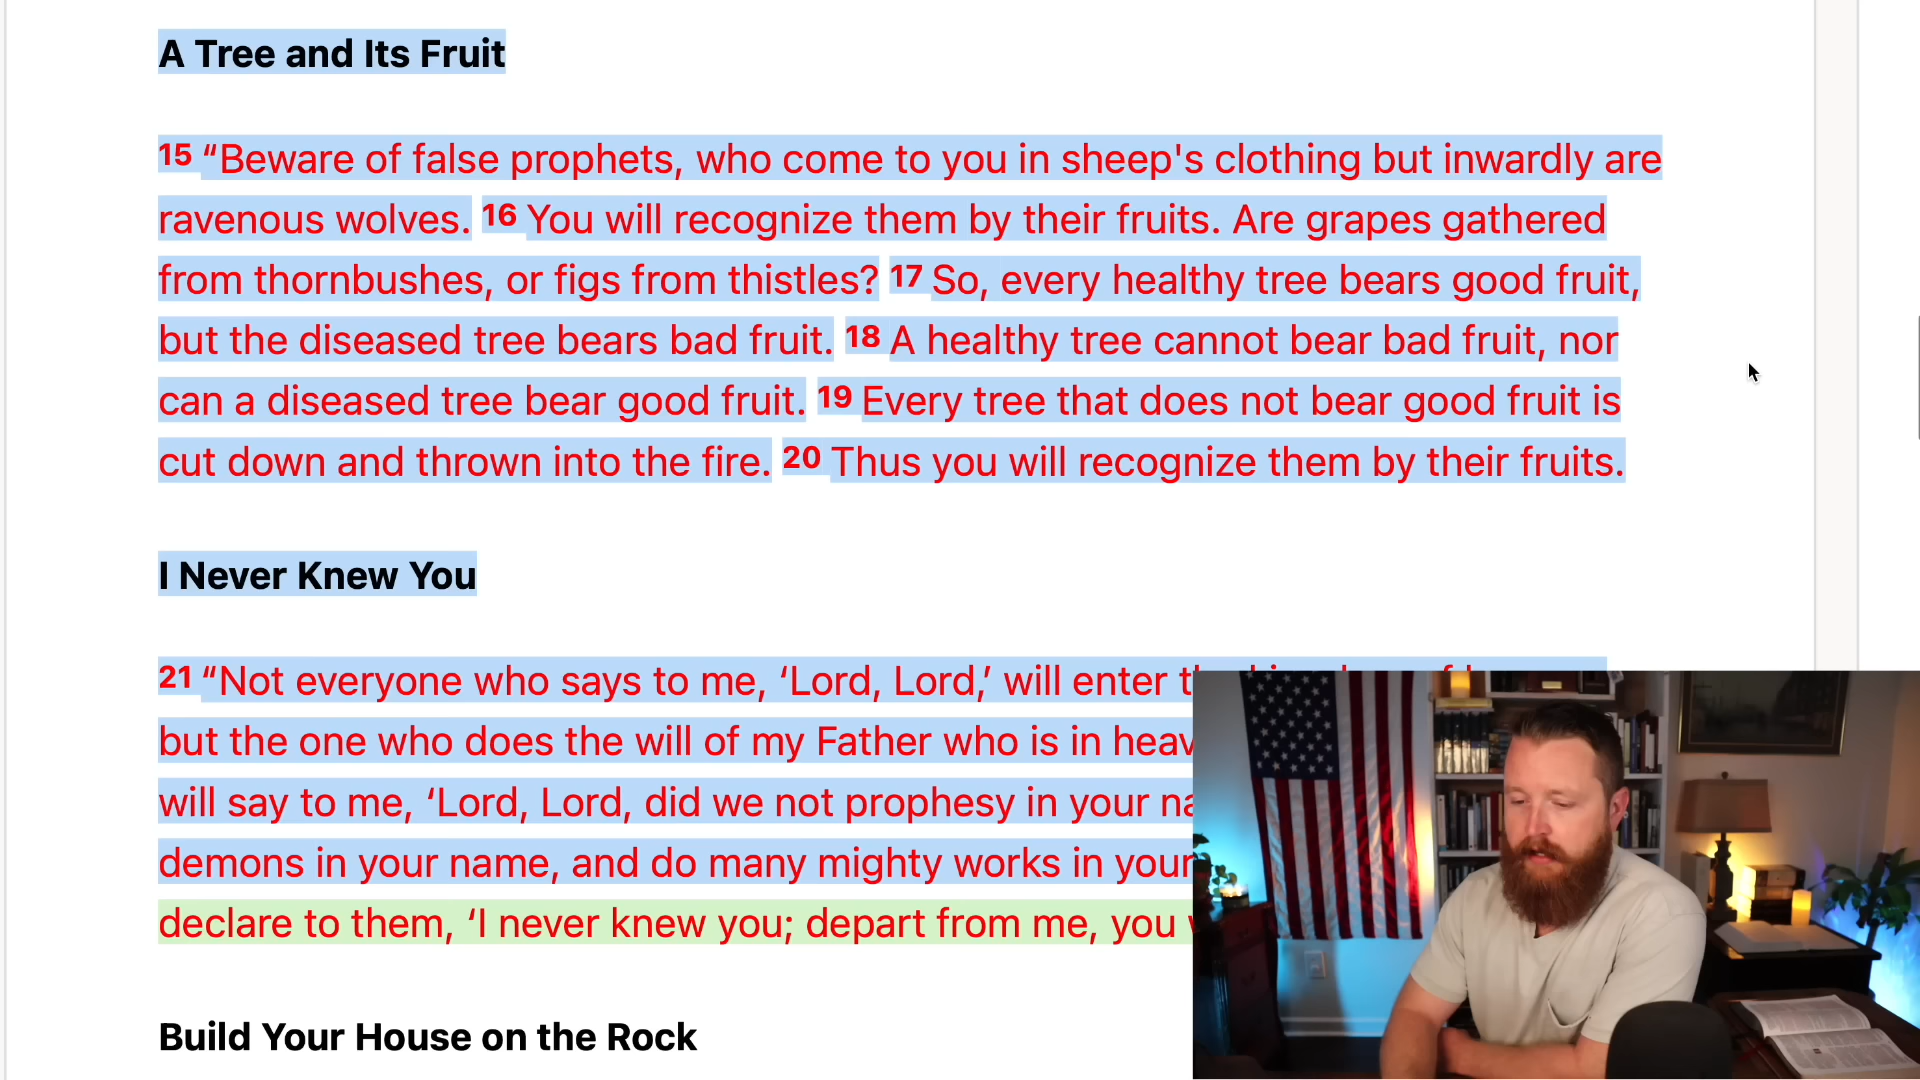 A Tree and Its Fruit
15 “Beware of false prophets, who come to you in sheep's clothing but inwardly are
ravenous wolves. 16 You will recognize them by their fruits. Are grapes gathered
from thornbushes, or figs from thistles? 17 So, every healthy tree bears good fruit,
but the diseased tree bears bad fruit. 18 A healthy tree cannot bear bad fruit, nor
can a diseased tree bear good fruit. 19 Every tree that does not bear good fruit is
cut down and thrown into the fire. 20 Thus you will recognize them by their fruits.
I Never Knew You
21 “Not everyone who says to me, ‘Lord, Lord,’ will enter
but the one who does the will of my Father who is in
will say to me, ‘Lord, Lord, did we not prophesy in your
demons in your name, and do many mighty works in your
declare to them, ‘I never knew you; depart from me, you
Build Your House on the Rock